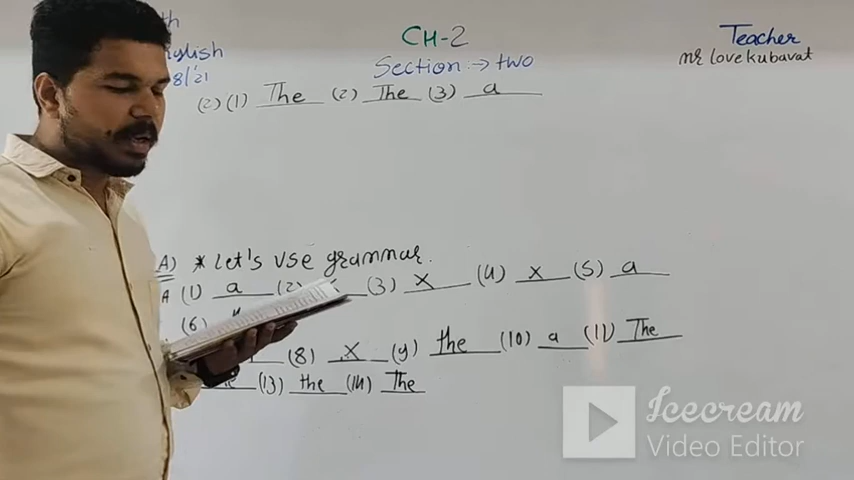 th CH-2 Teacher
glish Section → two mr love kubavat
8/21
(2) (1) The (2) The (3) a
A) * Let's use grammar.
A (1) a (2) (3) X (4) X (5) a
(6)
(8) X (9) the (10) a (11) The
(13) the (14) The
Icecream
Video Editor